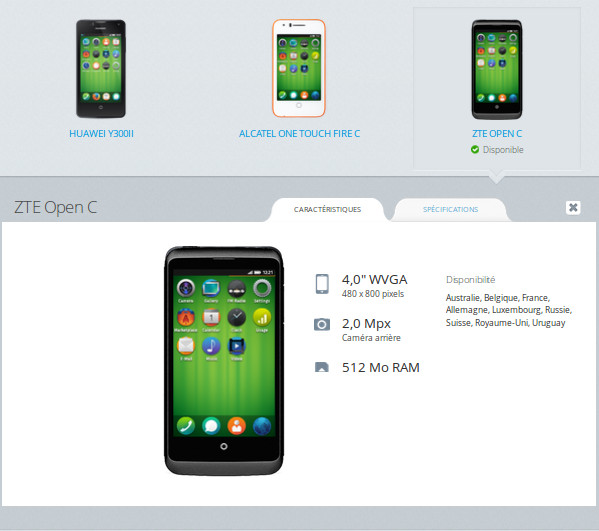 HUAWEI Y300II
ALCATEL ONE TOUCH FIRE C
ZTE OPEN C
Disponible
ZTE Open C
CARACTÉRISTIQUES
SPÉCIFICATIONS
12:21
Camera Gallery FM Radio Settings
Marketplace Calendar Clock Usage
E-Mail Music Video
4,0" WVGA
480 x 800 pixels
2,0 Mpx
Caméra arrière
512 Mo RAM
Disponibilité
Australie, Belgique, France,
Allemagne, Luxembourg, Russie,
Suisse, Royaume-Uni, Uruguay